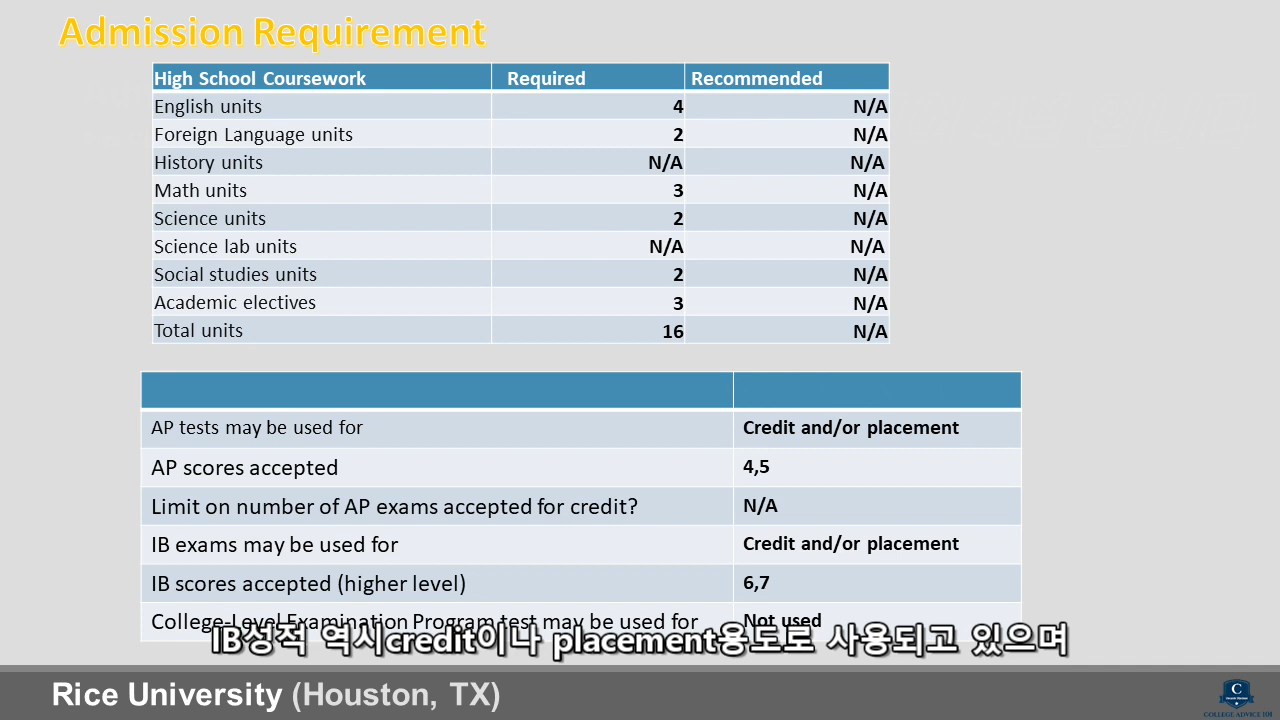 Admission Requirement
High School Coursework Required Recommended
English units 4 N/A
Foreign Language units 2 N/A
History units N/A N/A
Math units 3 N/A
Science units 2 N/A
Science lab units N/A N/A
Social studies units 2 N/A
Academic electives 3 N/A
Total units 16 N/A
AP tests may be used for Credit and/or placement
AP scores accepted 4,5
Limit on number of AP exams accepted for credit? N/A
IB exams may be used for Credit and/or placement
IB scores accepted (higher level) 6,7
College-Level Examination Program test may be used for Not used
IB성적 역시credit이나 placement용도로 사용되고 있으며
Rice University (Houston, TX)
C
COLLEGE ADVICE 101